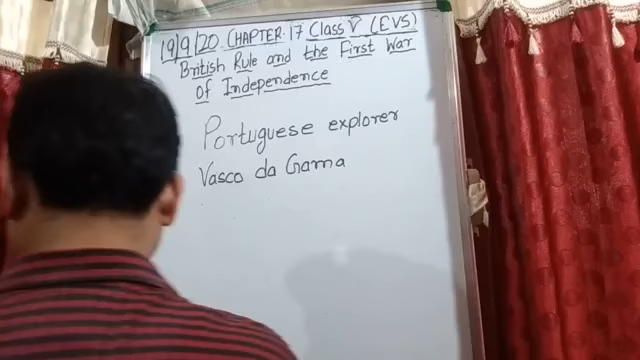 19/9/20 CHAPTER 17 Class V (EVS)
British Rule and the First War
of Independence
Portuguese explorer
Vasco da Gama